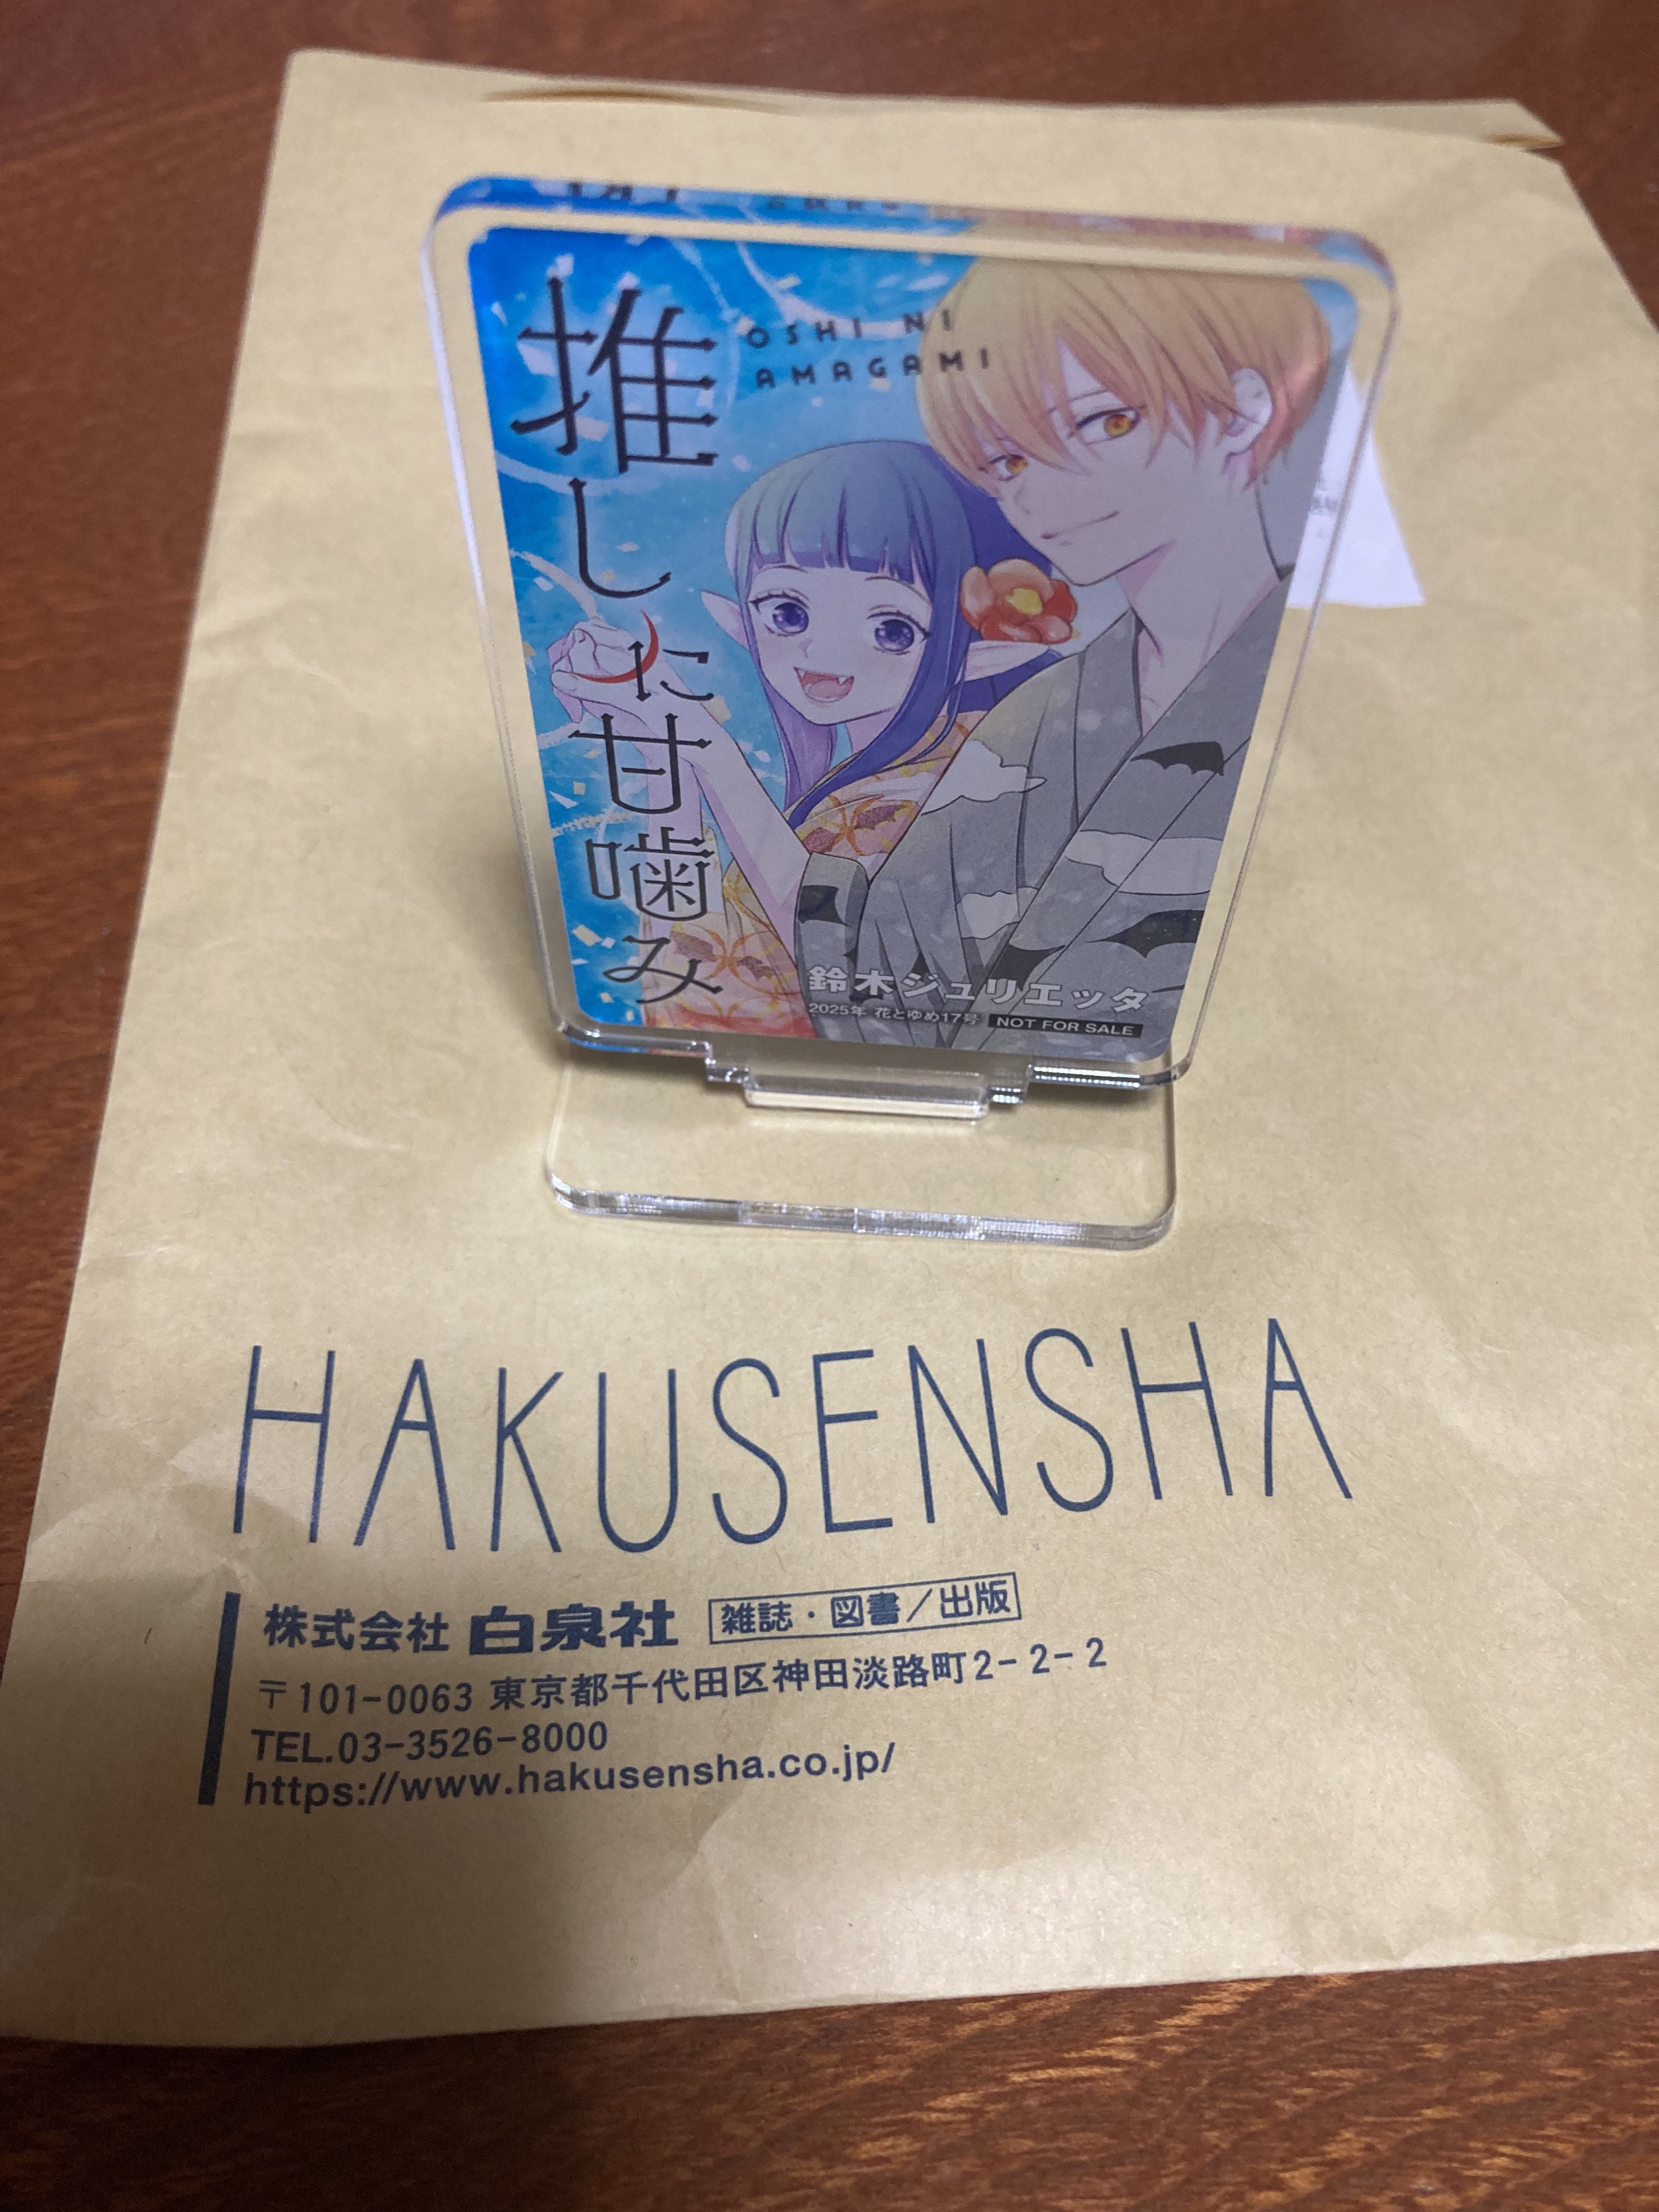 推しに甘噛み
OSHI NI
AMAGAMI
鈴木ジュリエッタ
2025年 花とゆめ17号 NOT FOR SALE
HAKUSENSHA
株式会社 白泉社 雑誌・図書／出版
〒101-0063 東京都千代田区神田淡路町2-2-2
TEL.03-3526-8000
https://www.hakusensha.co.jp/